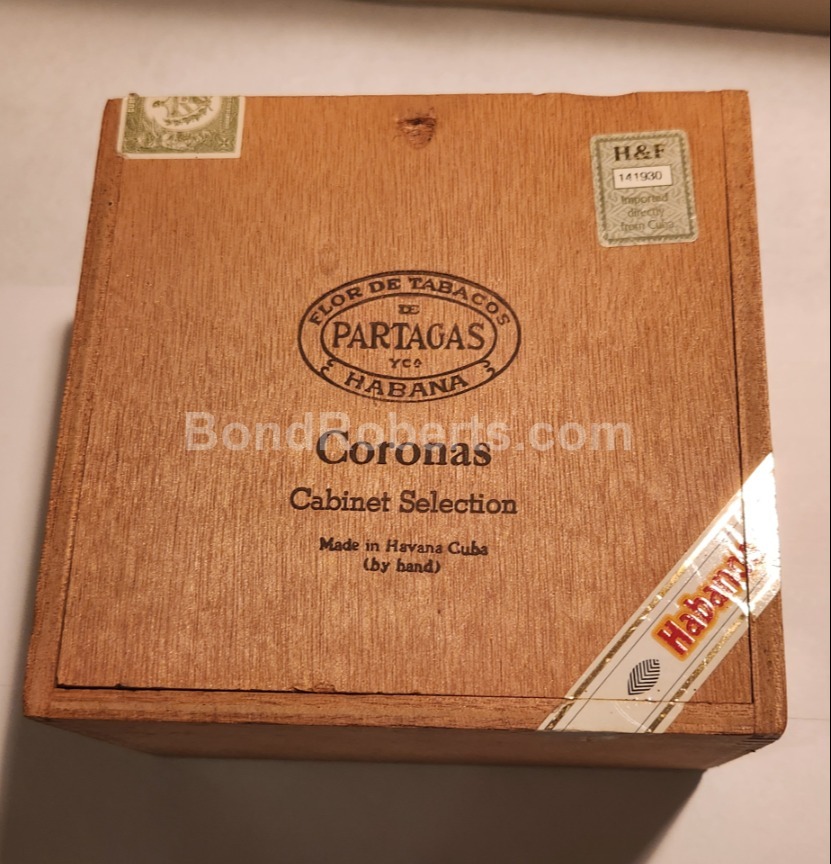 H&F
141930
Imported
directly
from Cuba
FLOR DE TABACOS
DE
PARTAGAS
Y Cª
HABANA
BondRoberts.com
Coronas
Cabinet Selection
Made in Havana Cuba
(by hand)
Habanos